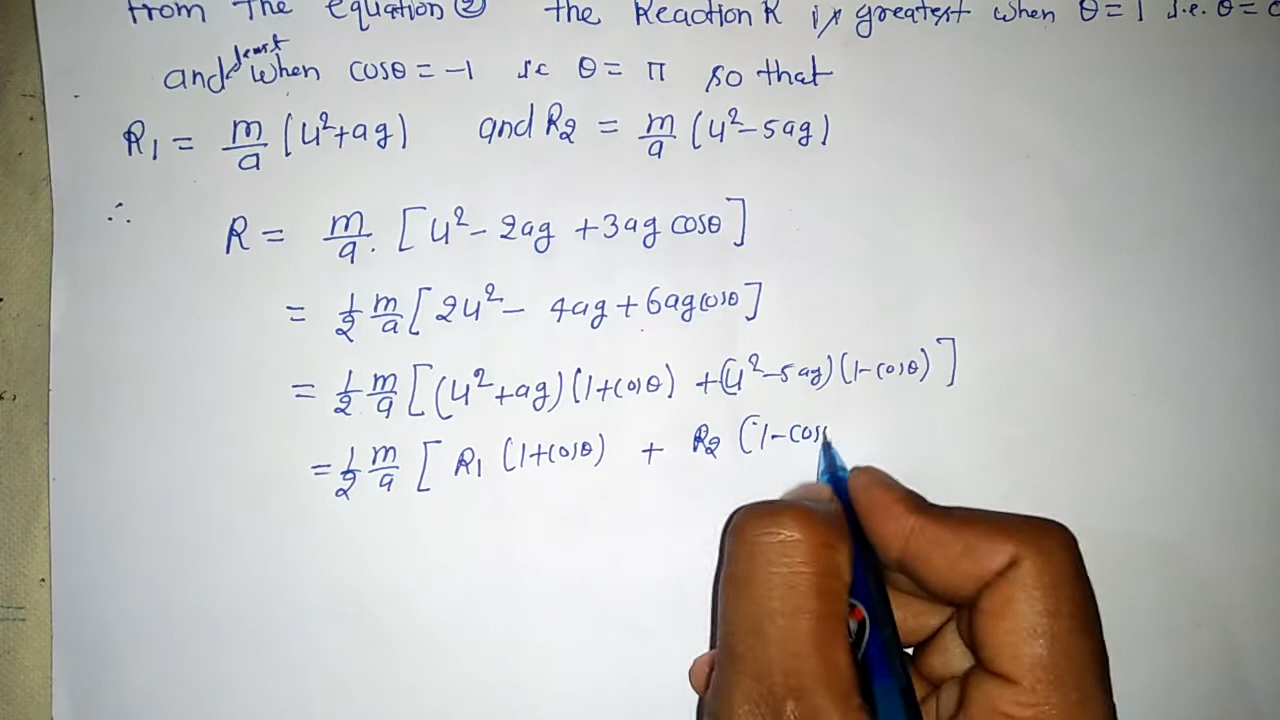 from The equation ② the Reaction R is greatest when θ = 1 i.e. θ = 0
and least when cosθ = -1 ie θ = π so that
R₁ = m/a (u²+ag) and R₂ = m/a (u²-5ag)
∴ R = m/a. [u² - 2ag + 3ag cosθ]
= 1/2 m/a [2u² - 4ag + 6ag cosθ]
= 1/2 m/a [(u²+ag)(1+cosθ) + (u²-5ag)(1-cosθ)]
= 1/2 m/a [R₁ (1+cosθ) + R₂ (1-cos